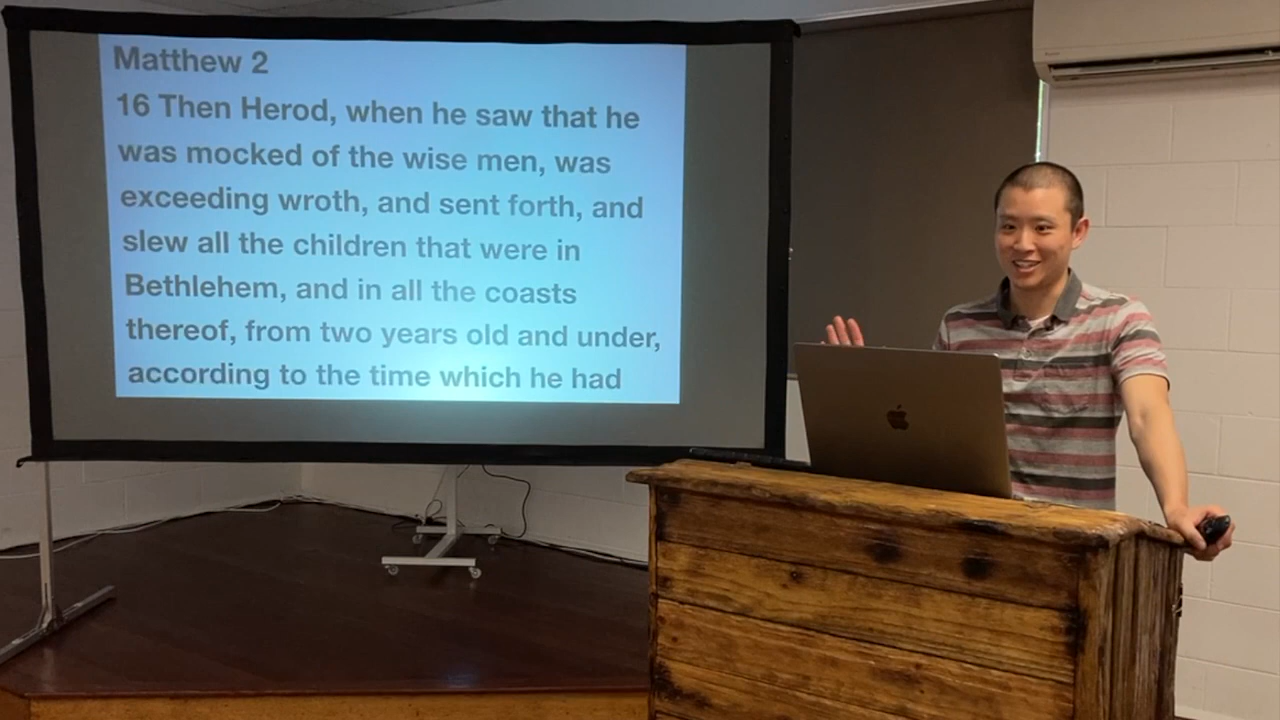 Matthew 2
16 Then Herod, when he saw that he
was mocked of the wise men, was
exceeding wroth, and sent forth, and
slew all the children that were in
Bethlehem, and in all the coasts
thereof, from two years old and under,
according to the time which he had